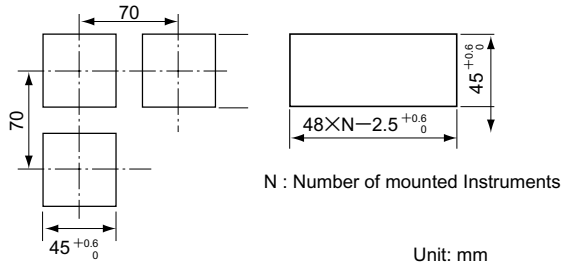 70
70
45 +0.6 0
45 +0.6 0
48×N−2.5 +0.6 0
N : Number of mounted Instruments
Unit: mm